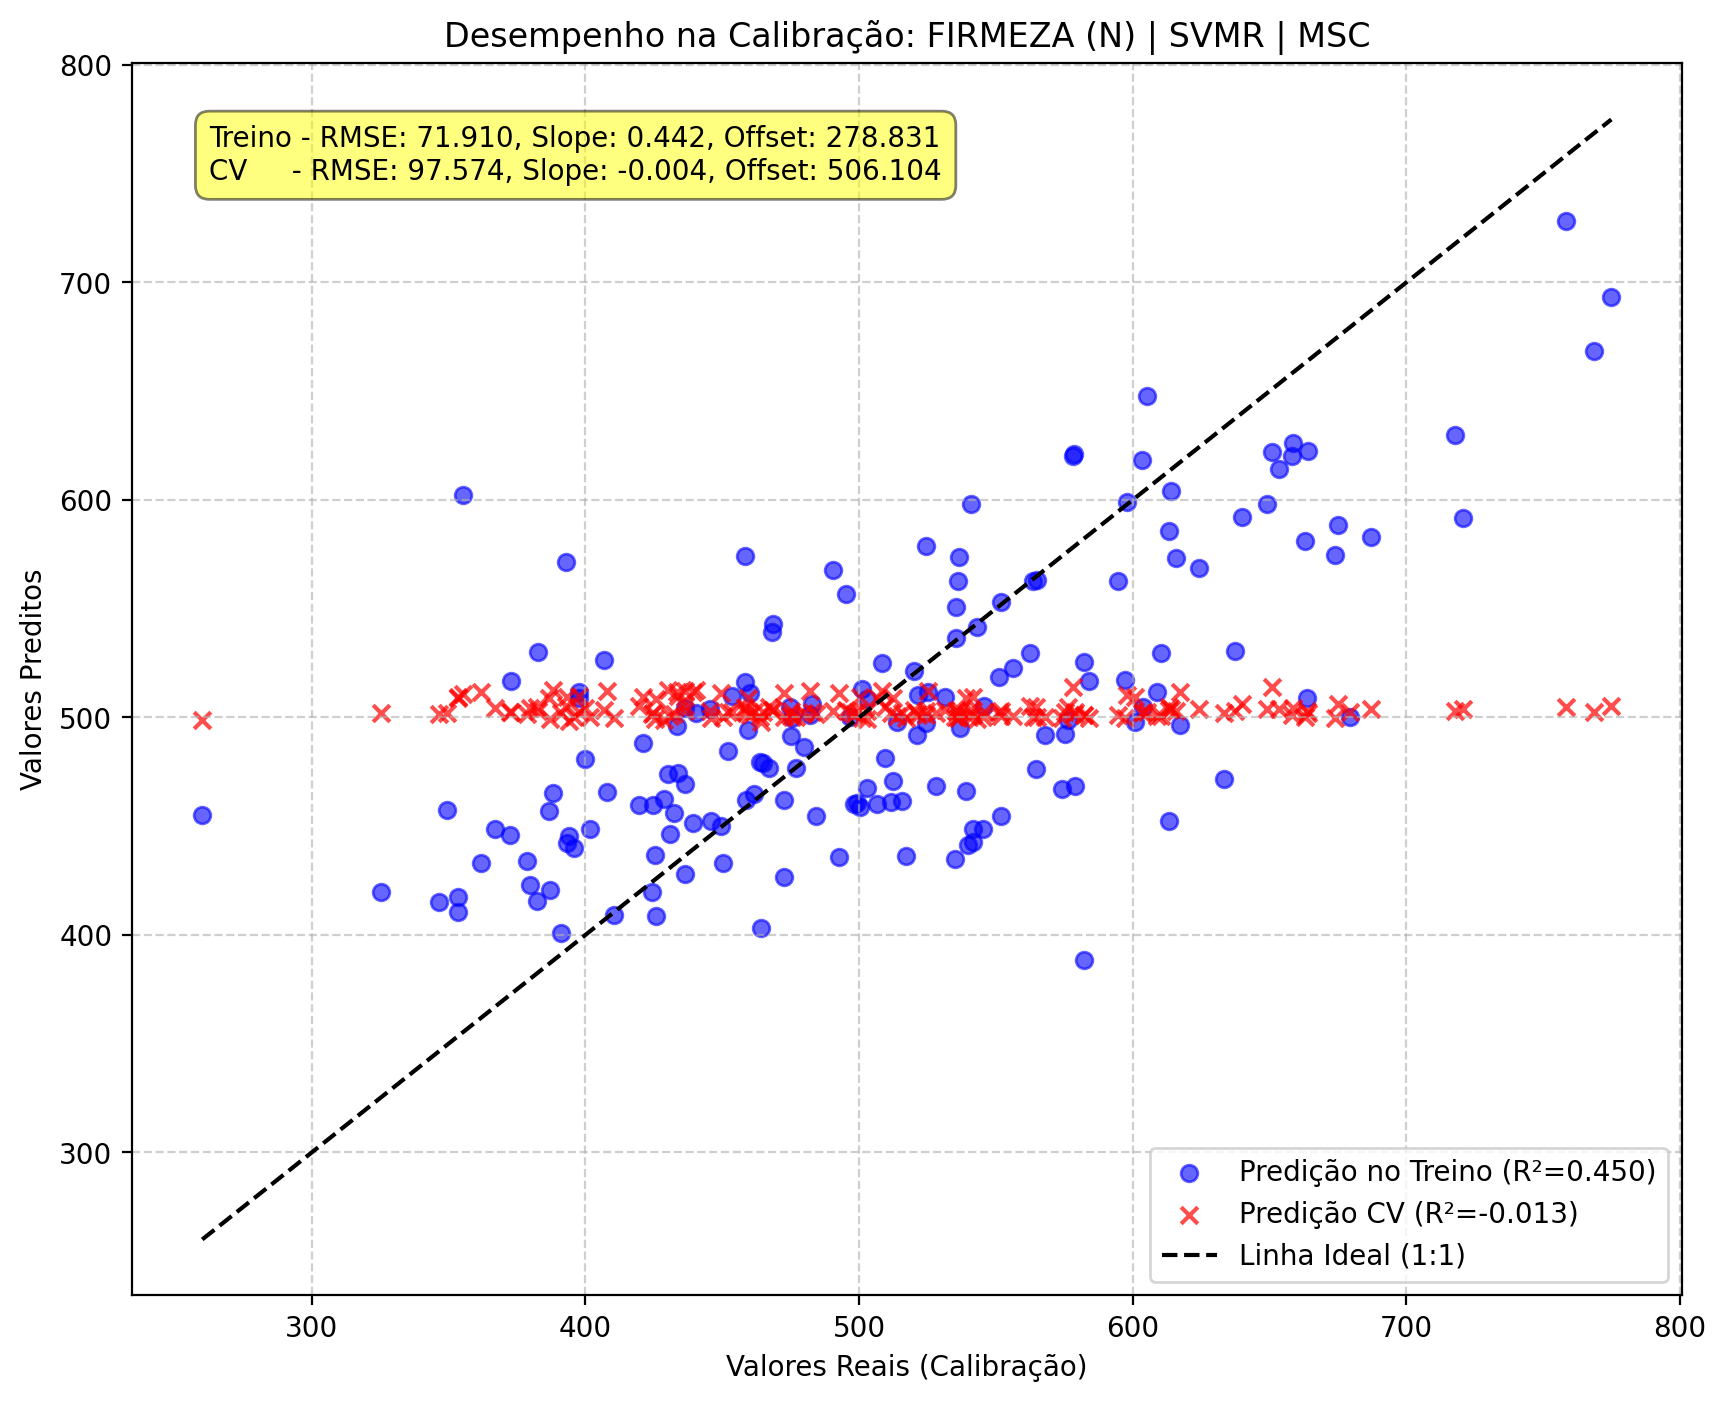 Desempenho na Calibração: FIRMEZA (N) | SVMR | MSC
800
700
600
500
400
300
Valores Preditos
Treino - RMSE: 71.910, Slope: 0.442, Offset: 278.831
CV - RMSE: 97.574, Slope: -0.004, Offset: 506.104
Predição no Treino (R²=0.450)
Predição CV (R²=-0.013)
Linha Ideal (1:1)
300 400 500 600 700 800
Valores Reais (Calibração)